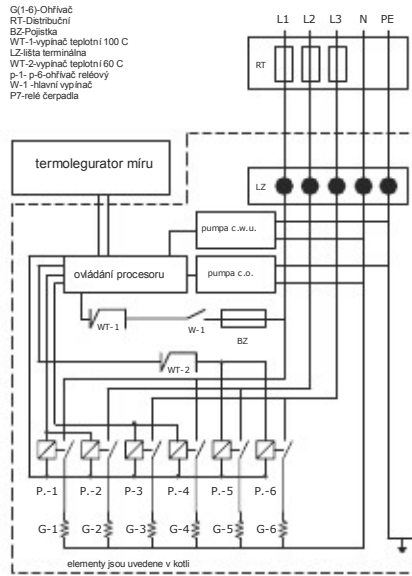 G(1-6)-Ohřívač
RT-Distribuční
BZ-Pojistka
WT-1-vypínač teplotní 100 C
LZ-lišta terminálna
WT-2-vypínač teplotní 60 C
p-1- p-6-ohřívač reléový
W-1 -hlavní vypínač
P7-relé čerpadla
L1 L2 L3 N PE
RT
termolegurator míru
LZ
pumpa c.w.u.
ovládání procesoru
pumpa c.o.
WT-1
W-1
BZ
WT-2
P.-1 P.-2 P-3 P.-4 P.-5 P.-6
G-1 G-2 G-3 G-4 G-5 G-6
elementy jsou uvedene v kotli